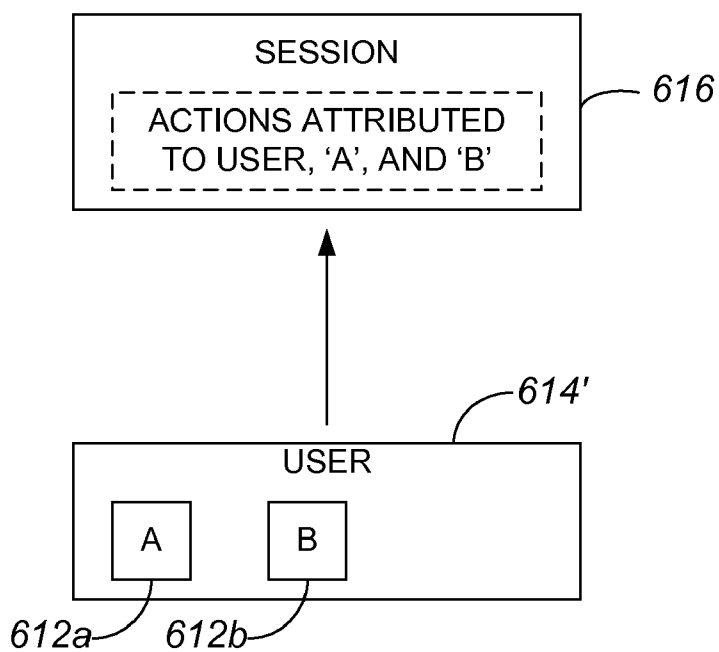 SESSION
616
ACTIONS ATTRIBUTED
TO USER, ‘A’, AND ‘B’
614'
USER
A
B
612a
612b